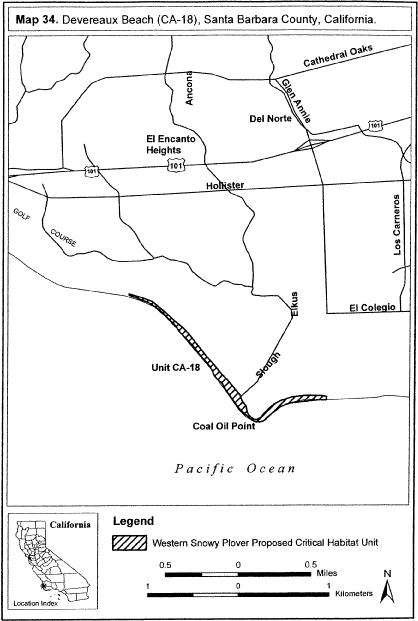 Map 34. Devereaux Beach (CA-18), Santa Barbara County, California.
Cathedral Oaks
Ancona
Glen Annie
Del Norte
101
El Encanto
Heights
101
101
Hollister
Los Carneros
GOLF
COURSE
Elkus
El Colegio
Unit CA-18
Slough
Coal Oil Point
Pacific Ocean
California
Location Index
Legend
Western Snowy Plover Proposed Critical Habitat Unit
0.5 0 0.5
Miles
1 0 1
Kilometers
N